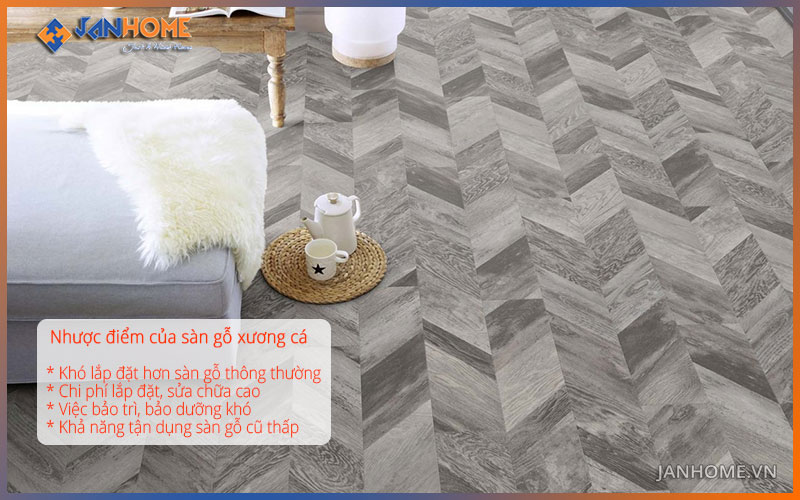 JANHOME
Nhược điểm của sàn gỗ xương cá
* Khó lắp đặt hơn sàn gỗ thông thường
* Chi phí lắp đặt, sửa chữa cao
* Việc bảo trì, bảo dưỡng khó
* Khả năng tận dụng sàn gỗ cũ thấp
JANHOME.VN